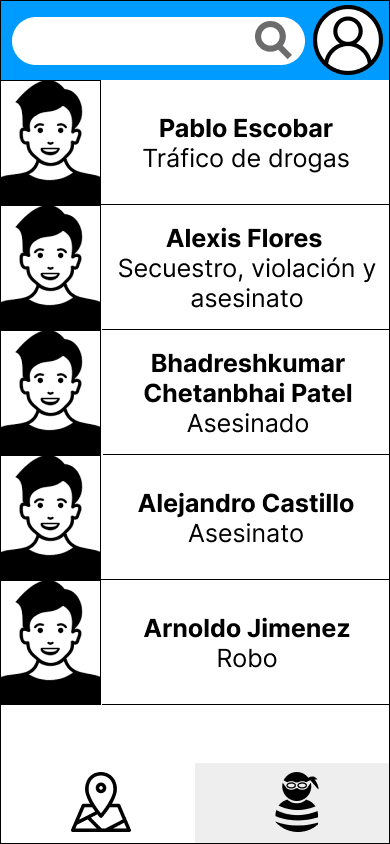 Pablo Escobar
Tráfico de drogas
Alexis Flores
Secuestro, violación y
asesinato
Bhadreshkumar
Chetanbhai Patel
Asesinado
Alejandro Castillo
Asesinato
Arnoldo Jimenez
Robo